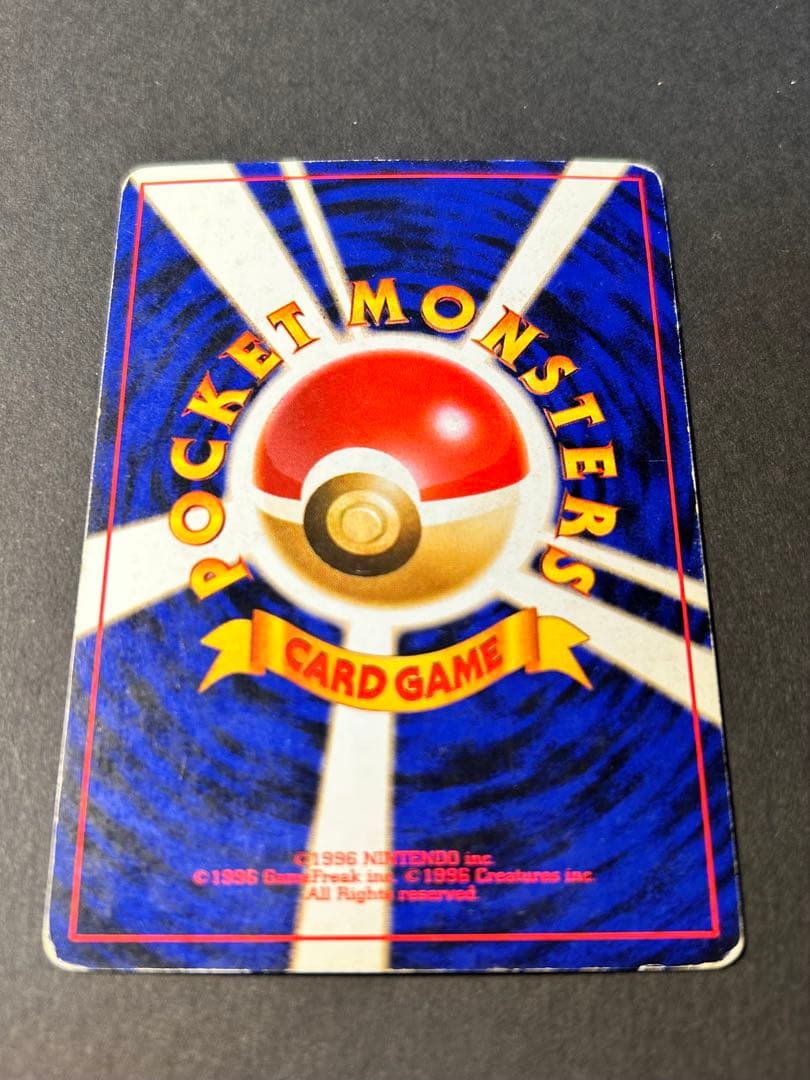 POCKET MONSTERS
CARD GAME
©1996 NINTENDO inc.
©1996 GameFreak inc. ©1996 Creatures inc.
All Rights reserved.